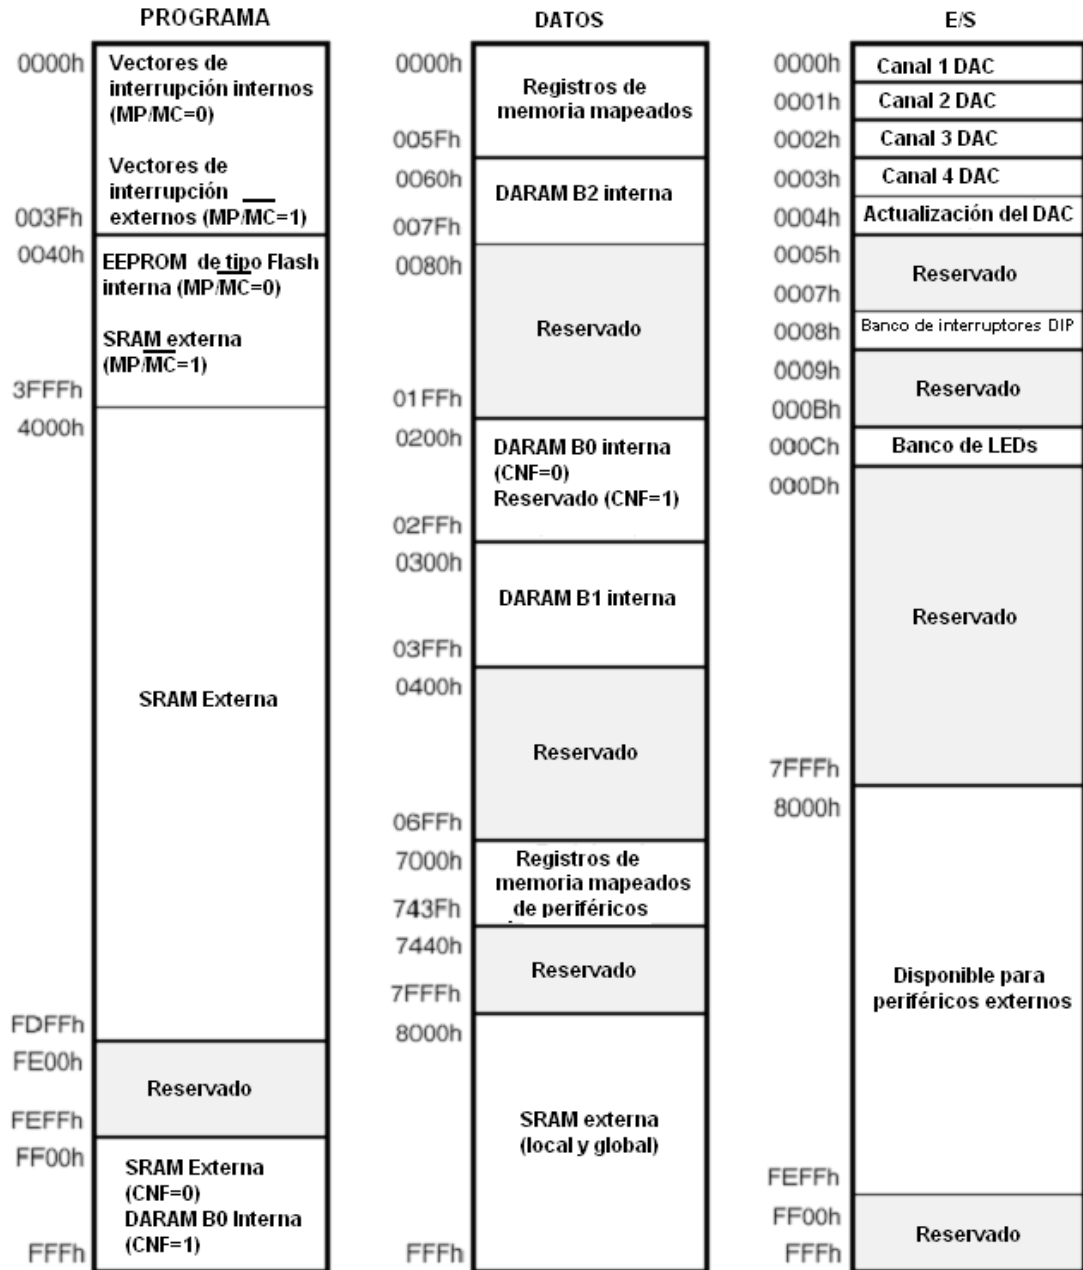 PROGRAMA
0000h
Vectores de
interrupción internos
(MP/MC=0)
Vectores de
interrupción
externos (MP/MC=1)
003Fh
0040h
EEPROM de tipo Flash
interna (MP/MC=0)
SRAM externa
(MP/MC=1)
3FFFh
4000h
SRAM Externa
FDFFh
FE00h
Reservado
FEFFh
FF00h
SRAM Externa
(CNF=0)
DARAM B0 Interna
(CNF=1)
FFFh
DATOS
0000h
Registros de
memoria mapeados
005Fh
0060h
DARAM B2 interna
007Fh
0080h
Reservado
01FFh
0200h
DARAM B0 interna
(CNF=0)
Reservado (CNF=1)
02FFh
0300h
DARAM B1 interna
03FFh
0400h
Reservado
06FFh
7000h
Registros de
memoria mapeados
de periféricos
743Fh
7440h
Reservado
7FFFh
8000h
SRAM externa
(local y global)
FFFh
E/S
0000h
Canal 1 DAC
0001h
Canal 2 DAC
0002h
Canal 3 DAC
0003h
Canal 4 DAC
0004h
Actualización del DAC
0005h
Reservado
0007h
0008h
Banco de interruptores DIP
0009h
Reservado
000Bh
000Ch
Banco de LEDs
000Dh
Reservado
7FFFh
8000h
Disponible para
periféricos externos
FEFFh
FF00h
Reservado
FFFh